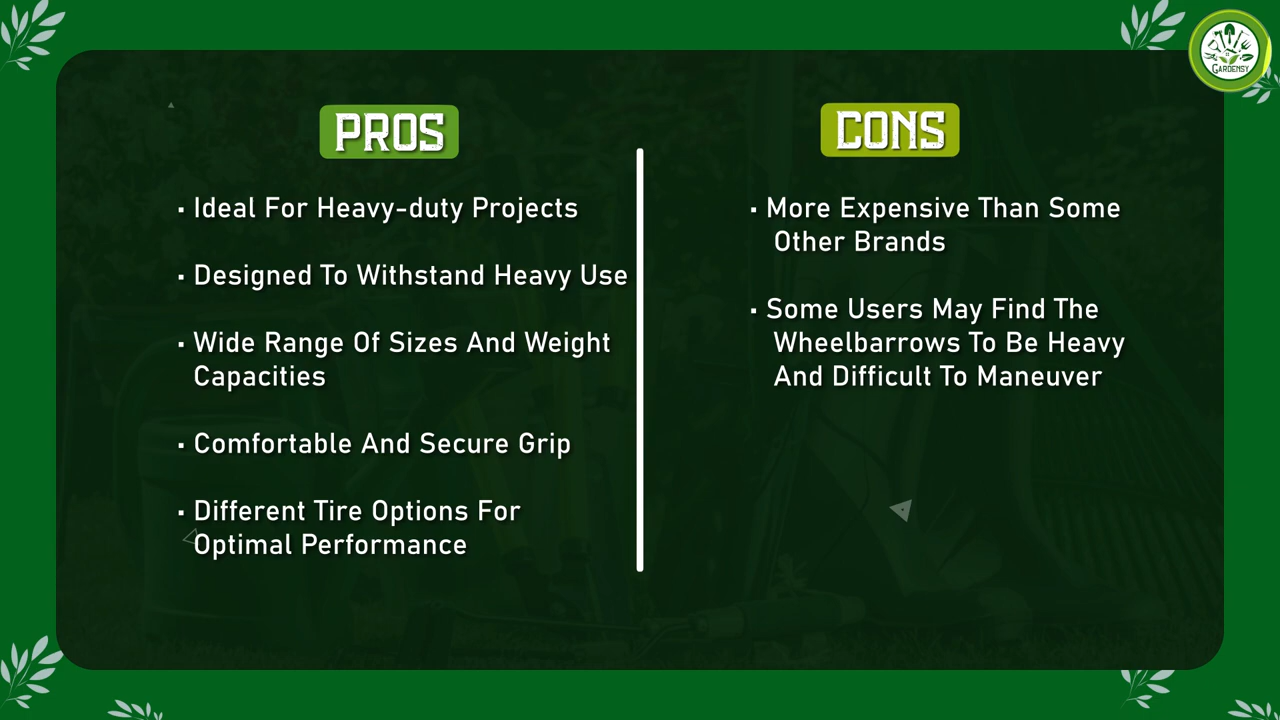 PROS
· Ideal For Heavy-duty Projects
· Designed To Withstand Heavy Use
· Wide Range Of Sizes And Weight
Capacities
· Comfortable And Secure Grip
· Different Tire Options For
Optimal Performance
CONS
· More Expensive Than Some
Other Brands
· Some Users May Find The
Wheelbarrows To Be Heavy
And Difficult To Maneuver
GARDENSY